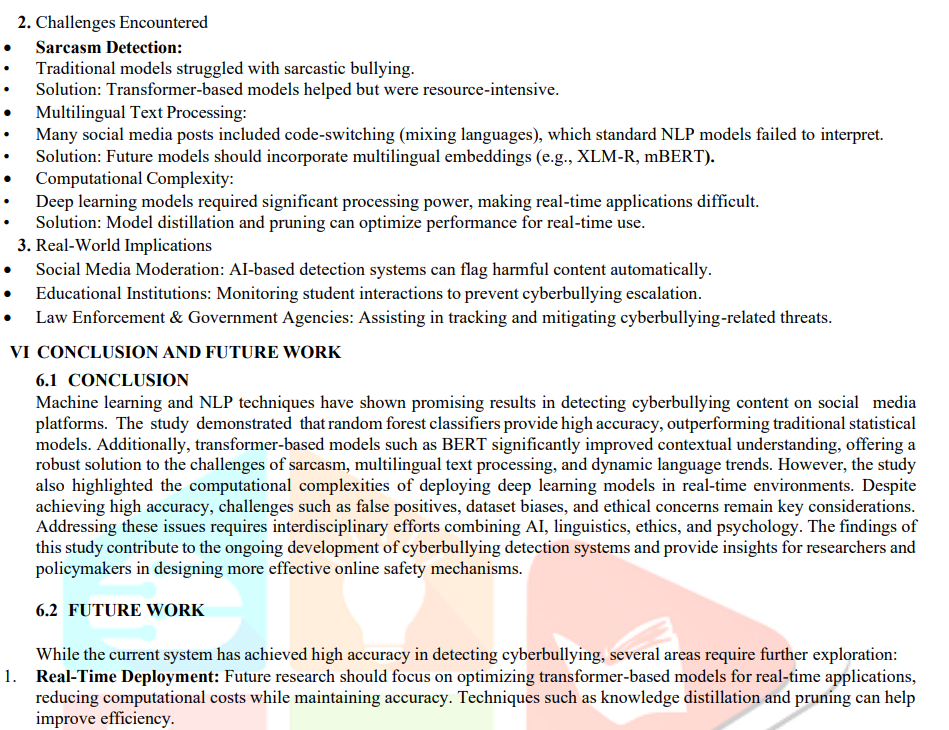 2. Challenges Encountered
• Sarcasm Detection:
• Traditional models struggled with sarcastic bullying.
• Solution: Transformer-based models helped but were resource-intensive.
• Multilingual Text Processing:
• Many social media posts included code-switching (mixing languages), which standard NLP models failed to interpret.
• Solution: Future models should incorporate multilingual embeddings (e.g., XLM-R, mBERT).
• Computational Complexity:
• Deep learning models required significant processing power, making real-time applications difficult.
• Solution: Model distillation and pruning can optimize performance for real-time use.
3. Real-World Implications
• Social Media Moderation: AI-based detection systems can flag harmful content automatically.
• Educational Institutions: Monitoring student interactions to prevent cyberbullying escalation.
• Law Enforcement & Government Agencies: Assisting in tracking and mitigating cyberbullying-related threats.
VI CONCLUSION AND FUTURE WORK
6.1 CONCLUSION
Machine learning and NLP techniques have shown promising results in detecting cyberbullying content on social media
platforms. The study demonstrated that random forest classifiers provide high accuracy, outperforming traditional statistical
models. Additionally, transformer-based models such as BERT significantly improved contextual understanding, offering a
robust solution to the challenges of sarcasm, multilingual text processing, and dynamic language trends. However, the study
also highlighted the computational complexities of deploying deep learning models in real-time environments. Despite
achieving high accuracy, challenges such as false positives, dataset biases, and ethical concerns remain key considerations.
Addressing these issues requires interdisciplinary efforts combining AI, linguistics, ethics, and psychology. The findings of
this study contribute to the ongoing development of cyberbullying detection systems and provide insights for researchers and
policymakers in designing more effective online safety mechanisms.
6.2 FUTURE WORK
While the current system has achieved high accuracy in detecting cyberbullying, several areas require further exploration:
1. Real-Time Deployment: Future research should focus on optimizing transformer-based models for real-time applications,
reducing computational costs while maintaining accuracy. Techniques such as knowledge distillation and pruning can help
improve efficiency.